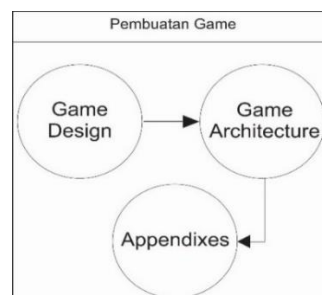 Pembuatan Game
Game
Design
Game
Architecture
Appendixes